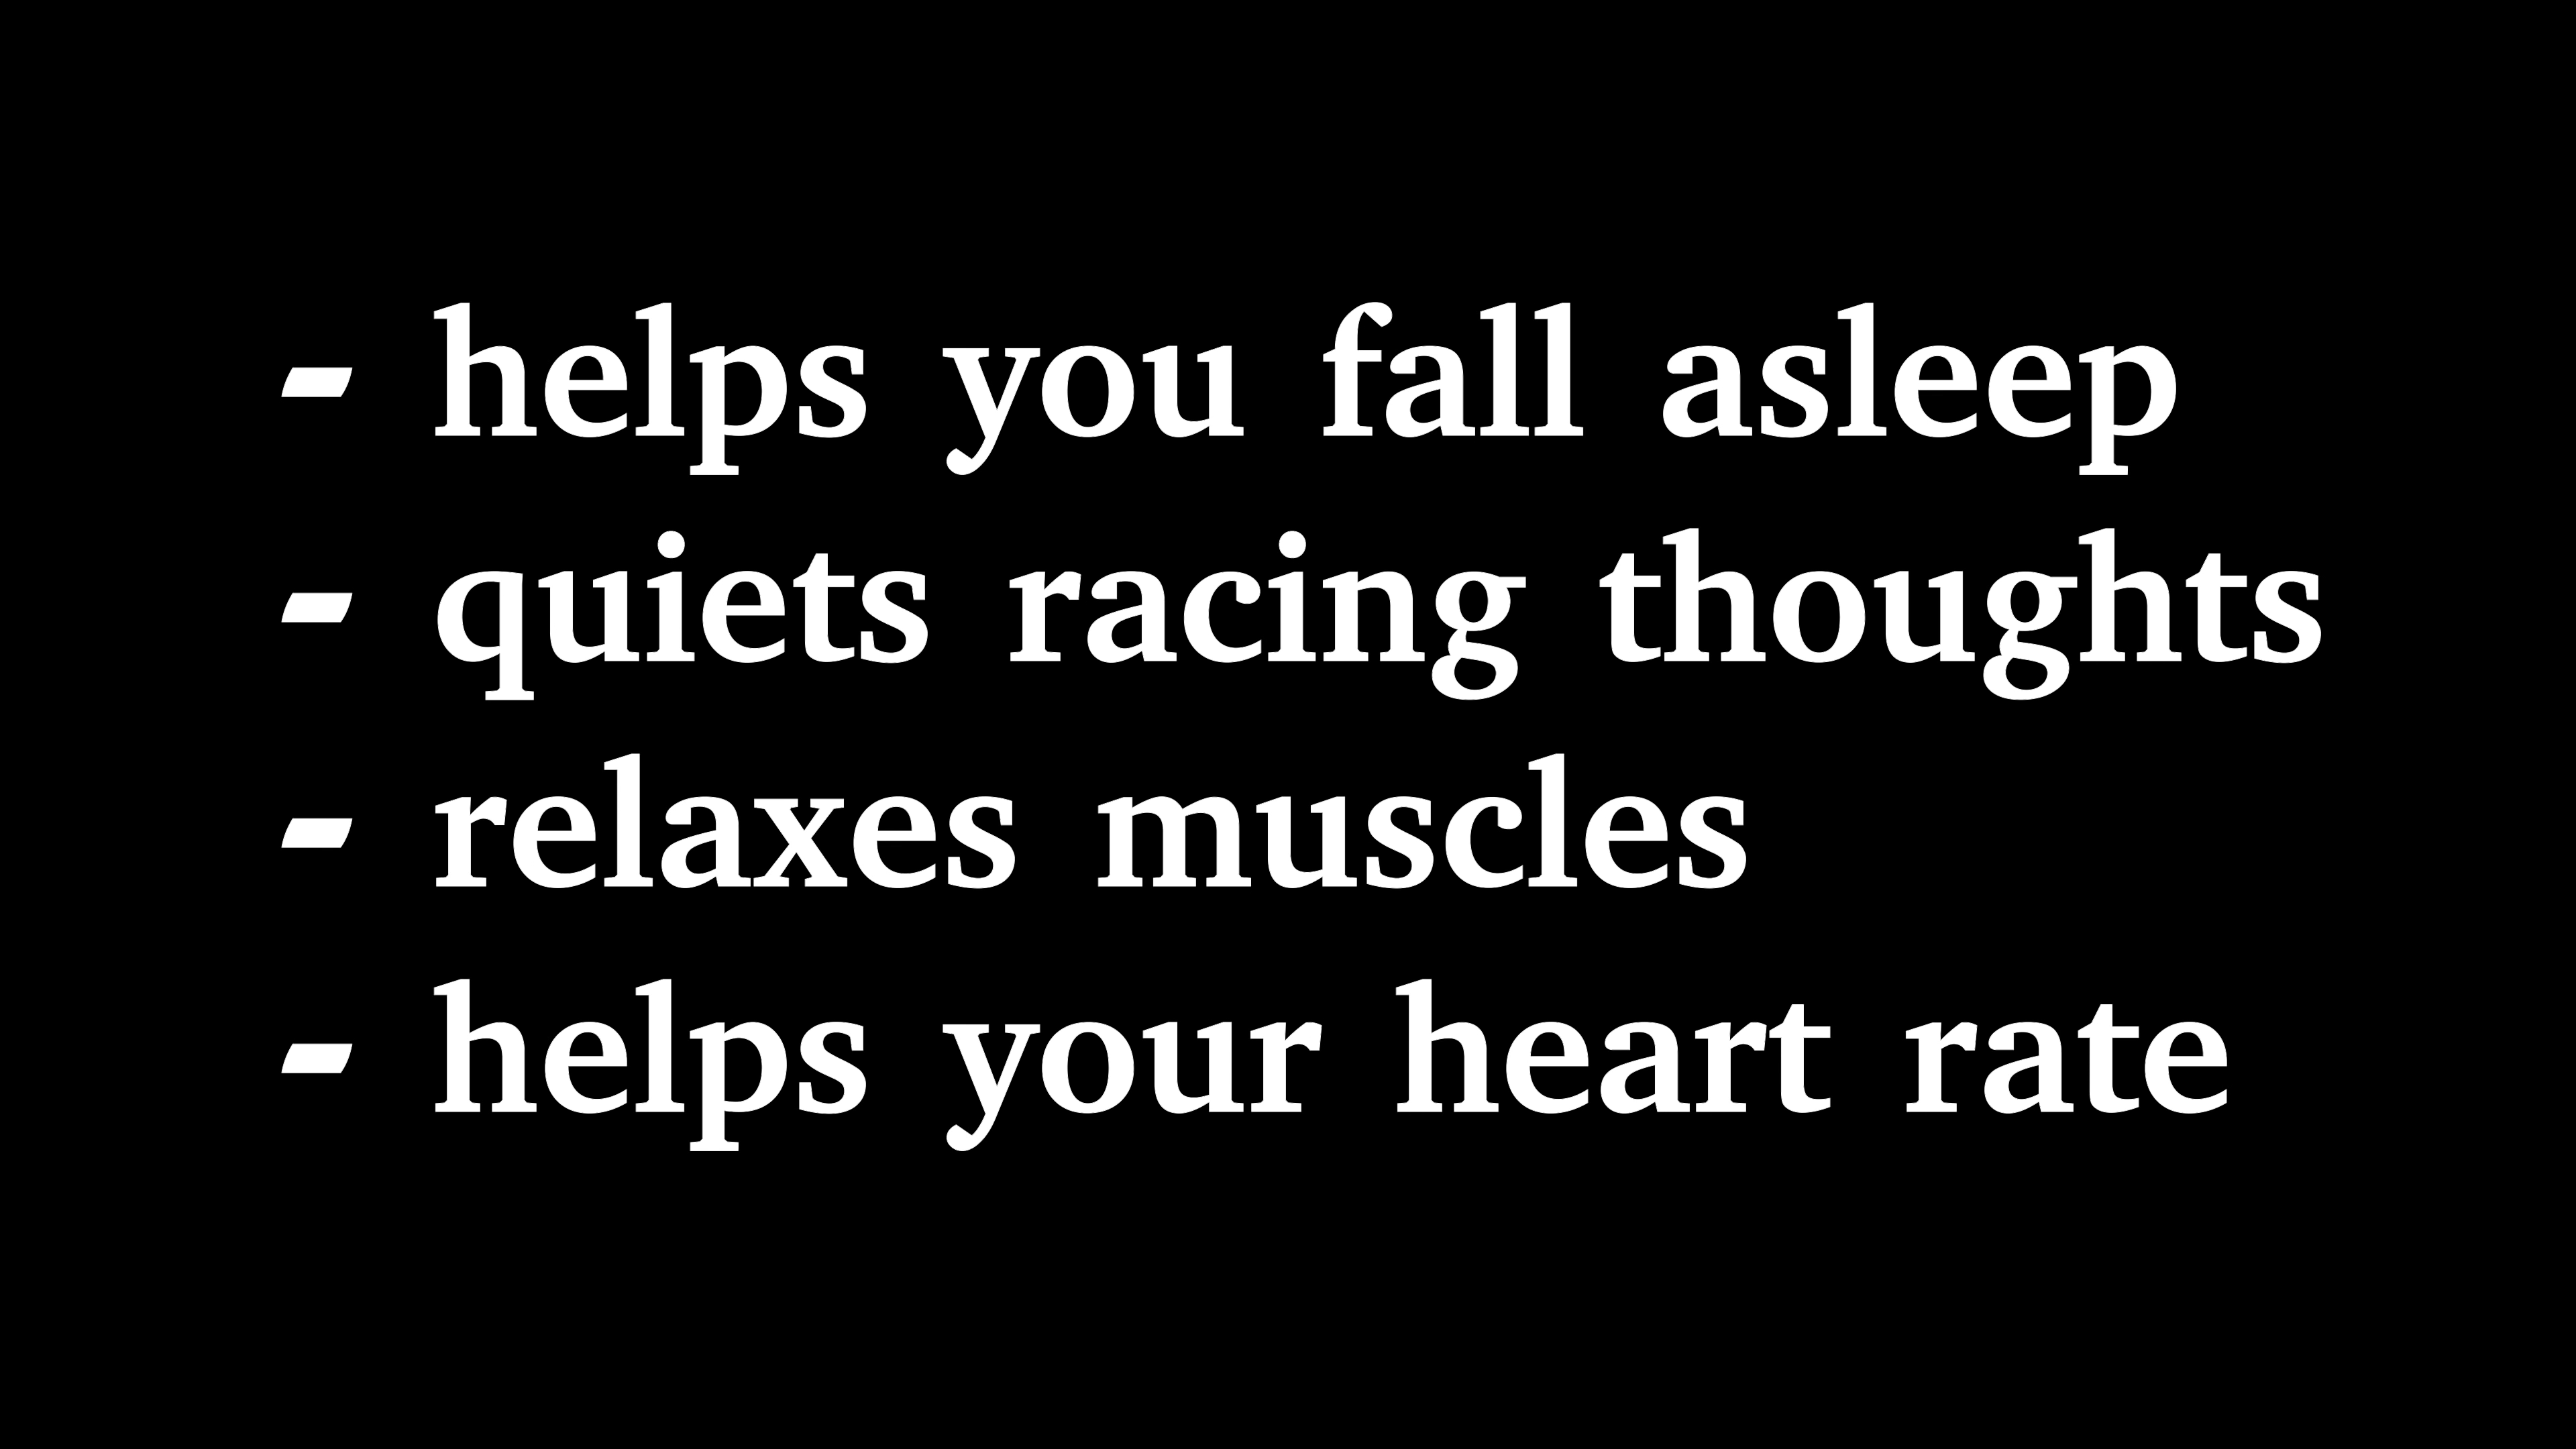 - helps you fall asleep
- quiets racing thoughts
- relaxes muscles
- helps your heart rate